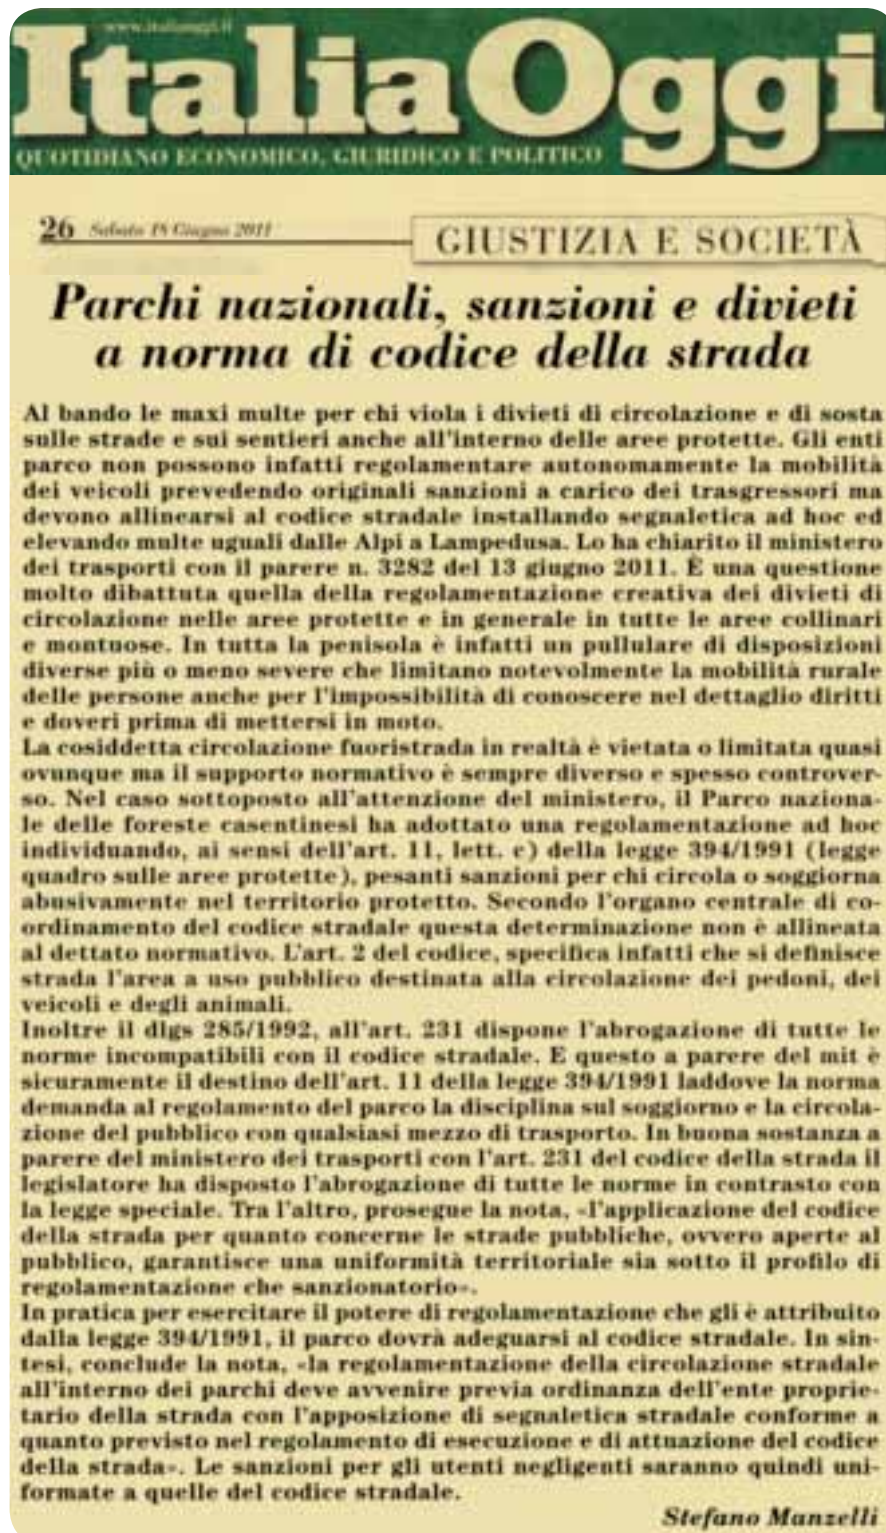 www.italiaoggi.it
ItaliaOggi
QUOTIDIANO ECONOMICO, GIURIDICO E POLITICO
26 Sabato 18 Giugno 2011
GIUSTIZIA E SOCIETÀ
Parchi nazionali, sanzioni e divieti
a norma di codice della strada
Al bando le maxi multe per chi viola i divieti di circolazione e di sosta
sulle strade e sui sentieri anche all'interno delle aree protette. Gli enti
parco non possono infatti regolamentare autonomamente la mobilità
dei veicoli prevedendo originali sanzioni a carico dei trasgressori ma
devono allinearsi al codice stradale installando segnaletica ad hoc ed
elevando multe uguali dalle Alpi a Lampedusa. Lo ha chiarito il ministero
dei trasporti con il parere n. 3282 del 13 giugno 2011. È una questione
molto dibattuta quella della regolamentazione creativa dei divieti di
circolazione nelle aree protette e in generale in tutte le aree collinari
e montuose. In tutta la penisola è infatti un pullulare di disposizioni
diverse più o meno severe che limitano notevolmente la mobilità rurale
delle persone anche per l'impossibilità di conoscere nel dettaglio diritti
e doveri prima di mettersi in moto.
La cosiddetta circolazione fuoristrada in realtà è vietata o limitata quasi
ovunque ma il supporto normativo è sempre diverso e spesso controver-
so. Nel caso sottoposto all'attenzione del ministero, il Parco naziona-
le delle foreste casentinesi ha adottato una regolamentazione ad hoc
individuando, ai sensi dell'art. 11, lett. c) della legge 394/1991 (legge
quadro sulle aree protette), pesanti sanzioni per chi circola o soggiorna
abusivamente nel territorio protetto. Secondo l'organo centrale di co-
ordinamento del codice stradale questa determinazione non è allineata
al dettato normativo. L'art. 2 del codice, specifica infatti che si definisce
strada l'area a uso pubblico destinata alla circolazione dei pedoni, dei
veicoli e degli animali.
Inoltre il dlgs 285/1992, all'art. 231 dispone l'abrogazione di tutte le
norme incompatibili con il codice stradale. E questo a parere del mit è
sicuramente il destino dell'art. 11 della legge 394/1991 laddove la norma
demanda al regolamento del parco la disciplina sul soggiorno e la circola-
zione del pubblico con qualsiasi mezzo di trasporto. In buona sostanza a
parere del ministero dei trasporti con l'art. 231 del codice della strada il
legislatore ha disposto l'abrogazione di tutte le norme in contrasto con
la legge speciale. Tra l'altro, prosegue la nota, «l'applicazione del codice
della strada per quanto concerne le strade pubbliche, ovvero aperte al
pubblico, garantisce una uniformità territoriale sia sotto il profilo di
regolamentazione che sanzionatorio».
In pratica per esercitare il potere di regolamentazione che gli è attribuito
dalla legge 394/1991, il parco dovrà adeguarsi al codice stradale. In sin-
tesi, conclude la nota, «la regolamentazione della circolazione stradale
all'interno dei parchi deve avvenire previa ordinanza dell'ente proprie-
tario della strada con l'apposizione di segnaletica stradale conforme a
quanto previsto nel regolamento di esecuzione e di attuazione del codice
della strada». Le sanzioni per gli utenti negligenti saranno quindi uni-
formate a quelle del codice stradale.
Stefano Manzelli